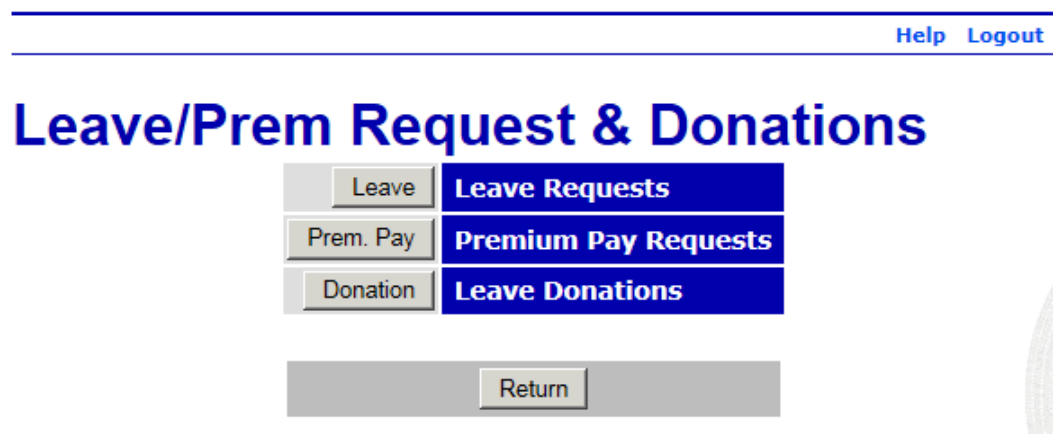 Help Logout
Leave/Prem Request & Donations
Leave Leave Requests
Prem. Pay Premium Pay Requests
Donation Leave Donations
Return